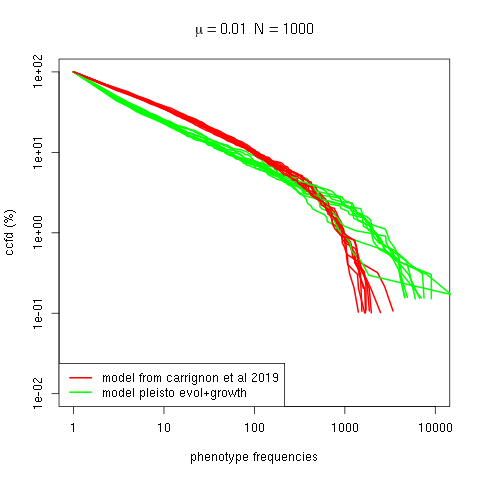 μ = 0.01 N = 1000
ccfd (%)
1e+02
1e+01
1e+00
1e-01
1e-02
model from carrignon et al 2019
model pleisto evol+growth
1 10 100 1000 10000
phenotype frequencies